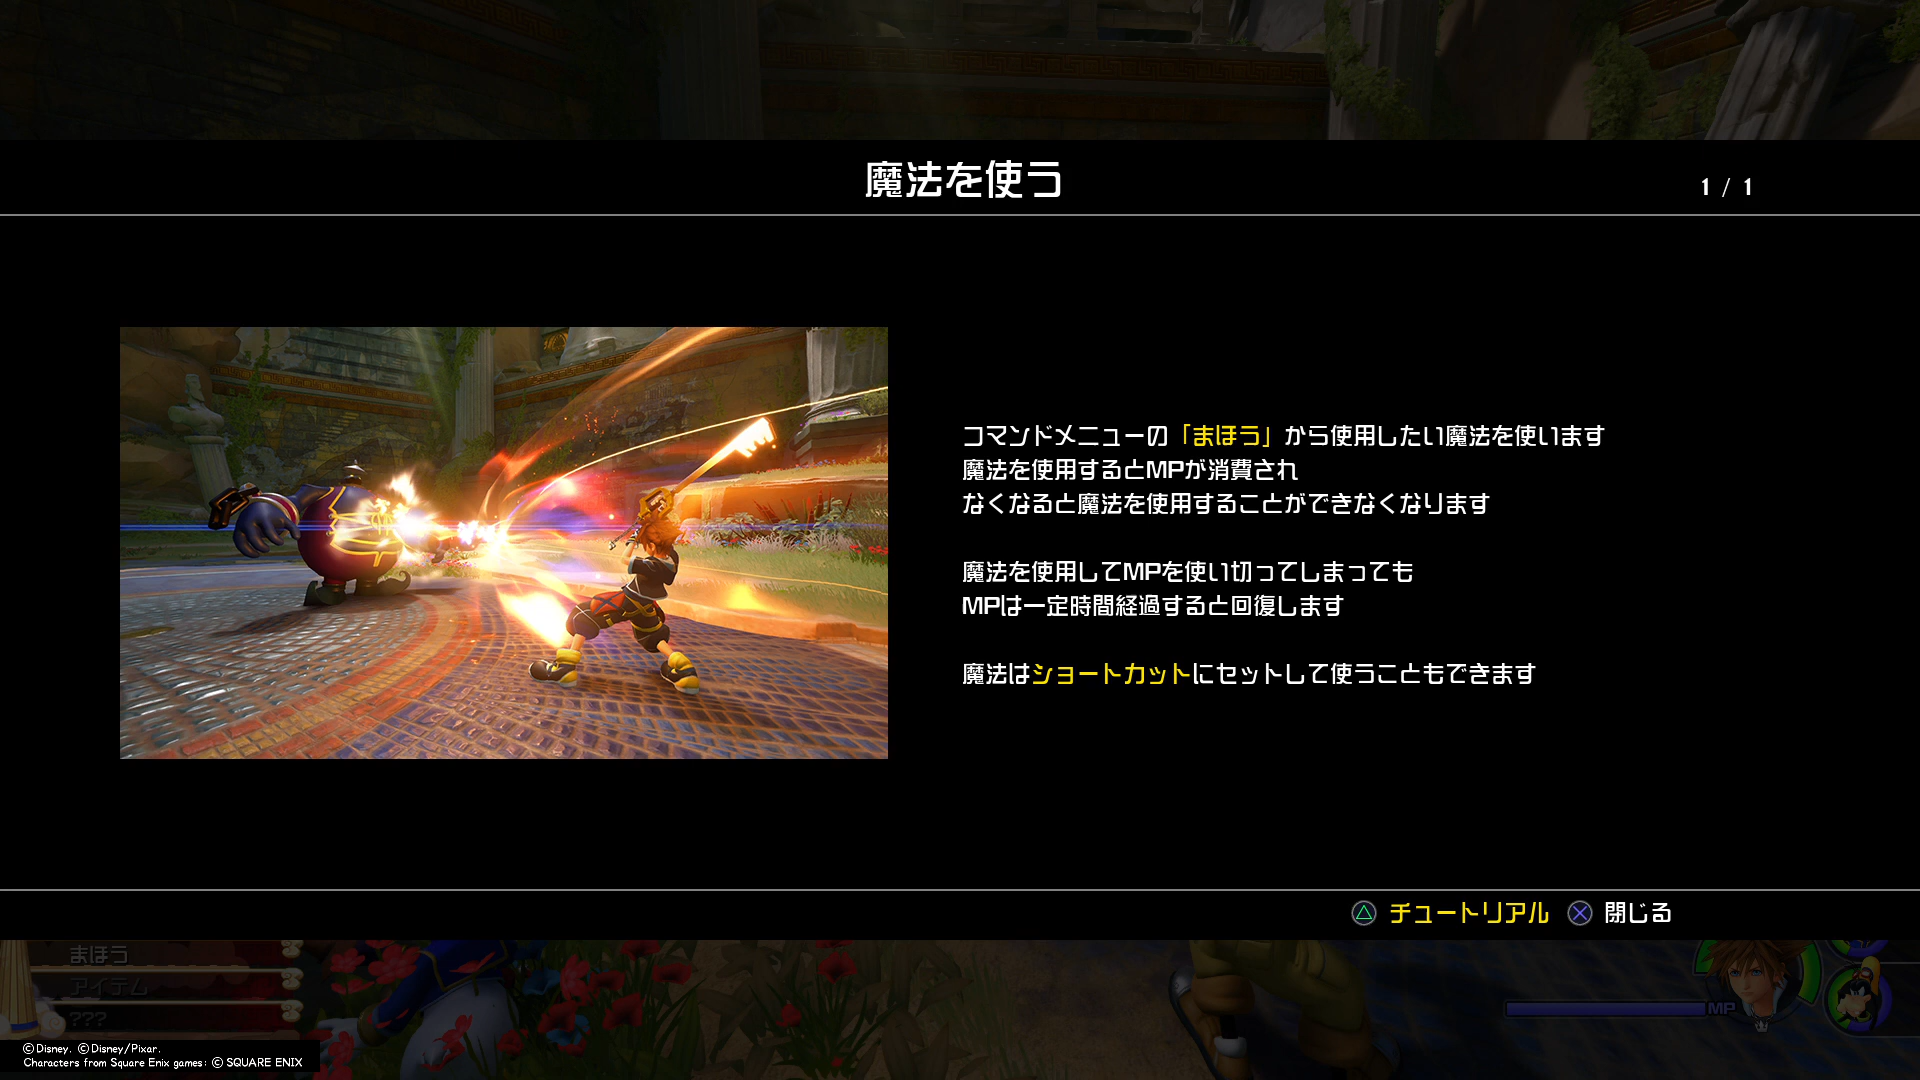 魔法を使う
1 / 1
コマンドメニューの「まほう」から使用したい魔法を使います
魔法を使用するとMPが消費され
なくなると魔法を使用することができなくなります
魔法を使用してMPを使い切ってしまっても
MPは一定時間経過すると回復します
魔法はショートカットにセットして使うこともできます
チュートリアル 閉じる
まほう
アイテム
???
MP
©Disney. ©Disney/Pixar.
Characters from Square Enix games: © SQUARE ENIX